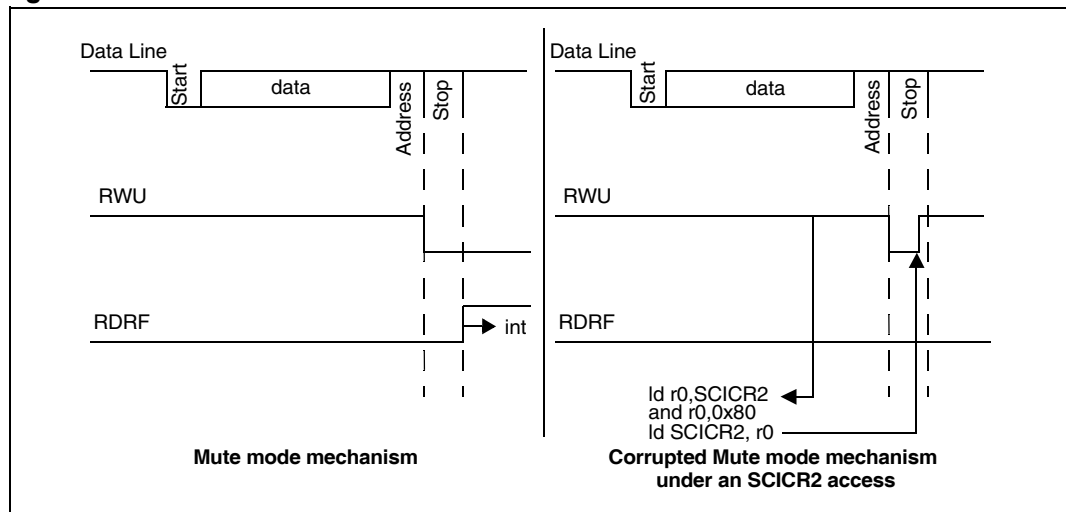 Data Line
Start
data
Address
Stop
RWU
RDRF
int
Mute mode mechanism
Data Line
Start
data
Address
Stop
RWU
RDRF
ld r0,SCICR2
and r0,0x80
ld SCICR2, r0
Corrupted Mute mode mechanism
under an SCICR2 access